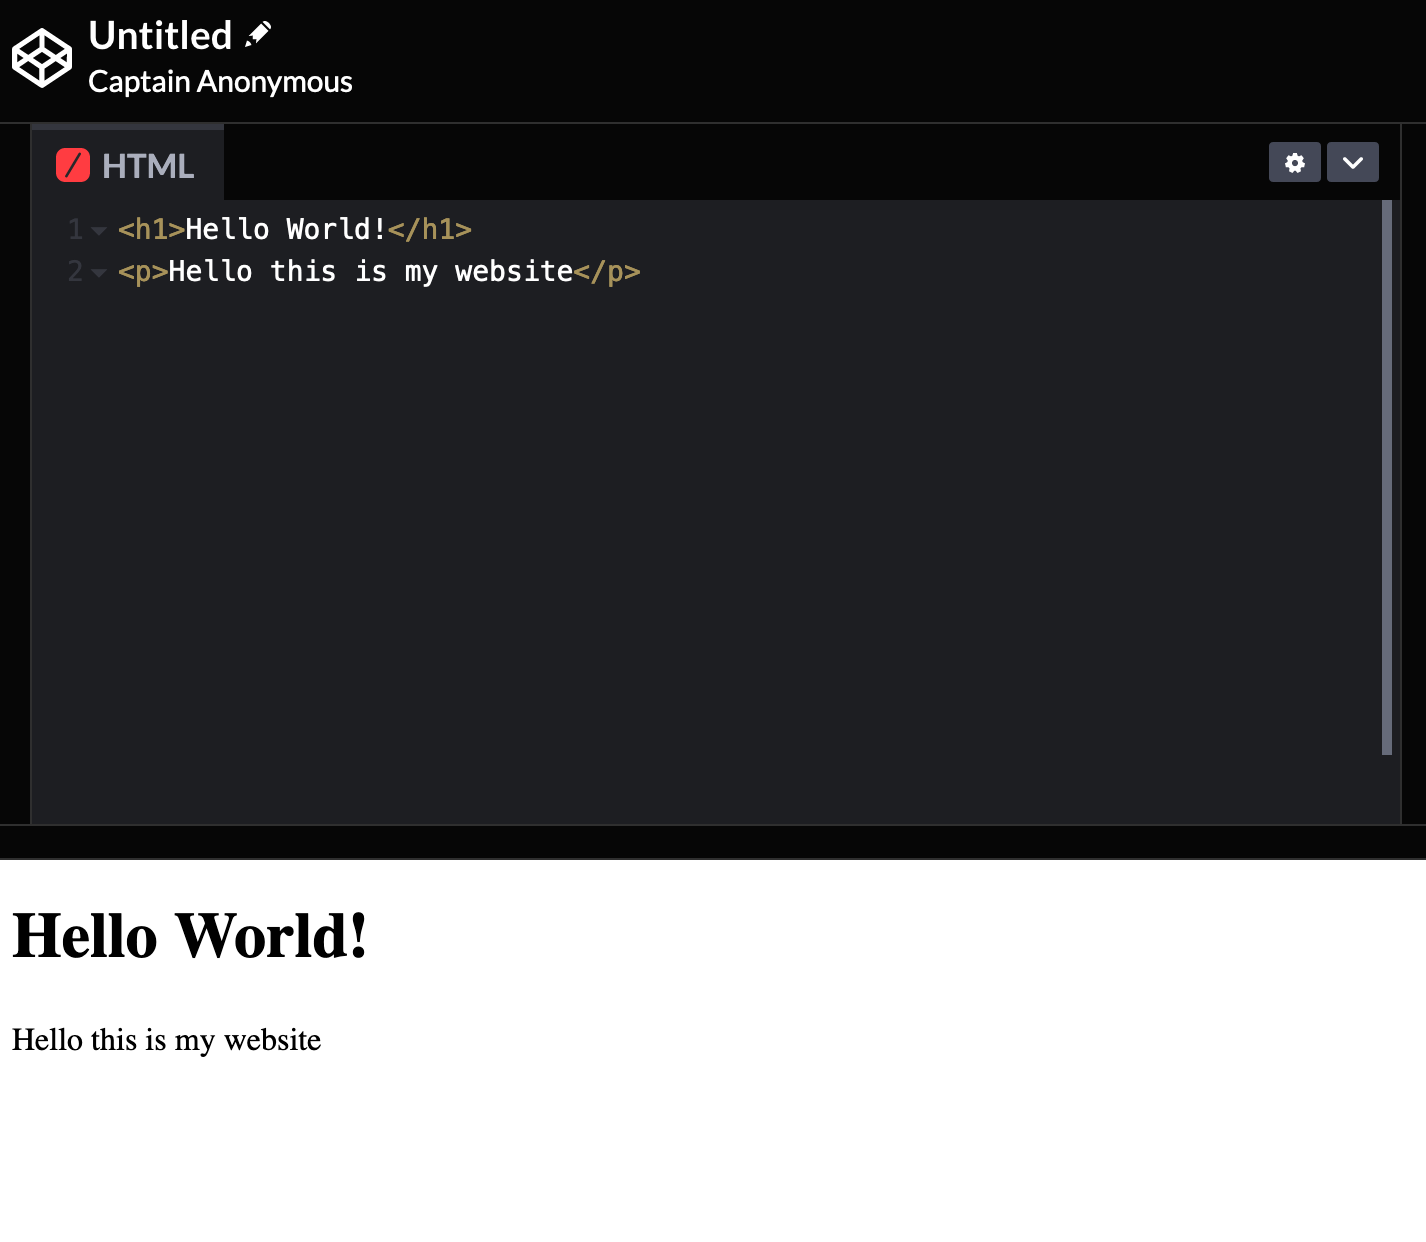 Untitled
Captain Anonymous
HTML
1 <h1>Hello World!</h1>
2 <p>Hello this is my website</p>
Hello World!
Hello this is my website